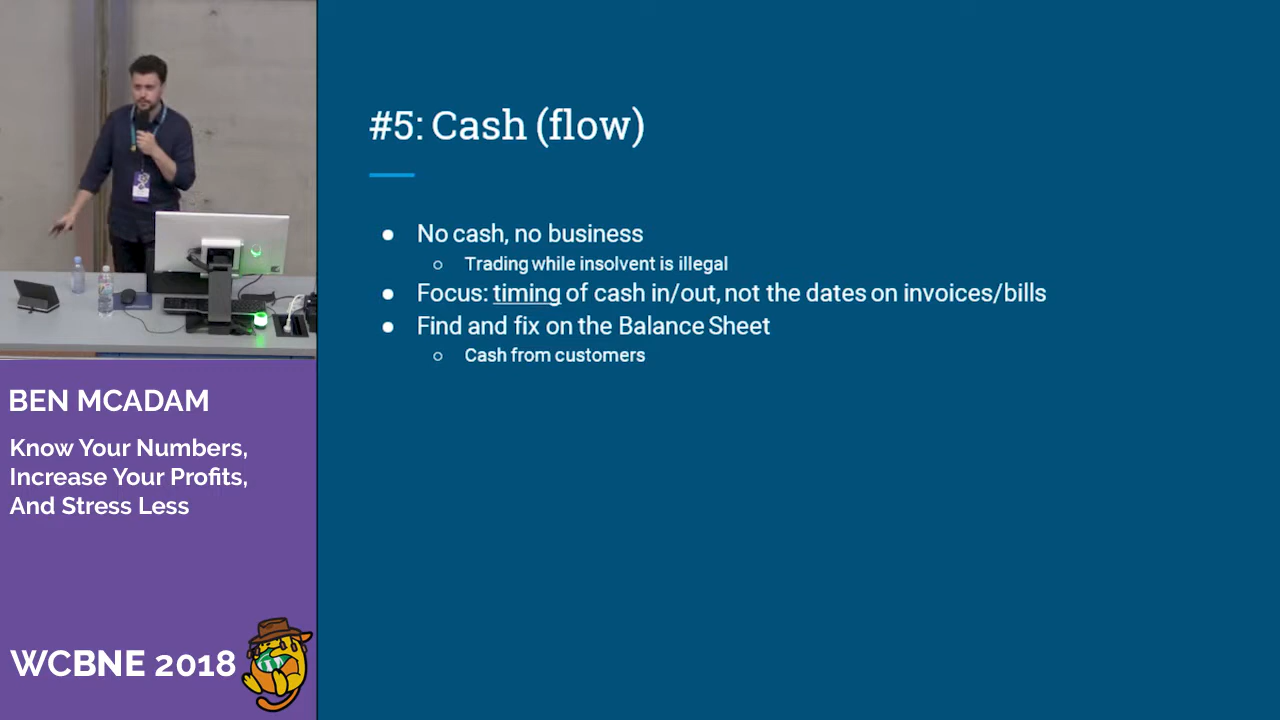 #5: Cash (flow)
● No cash, no business
○ Trading while insolvent is illegal
● Focus: timing of cash in/out, not the dates on invoices/bills
● Find and fix on the Balance Sheet
○ Cash from customers
BEN MCADAM
Know Your Numbers,
Increase Your Profits,
And Stress Less
WCBNE 2018